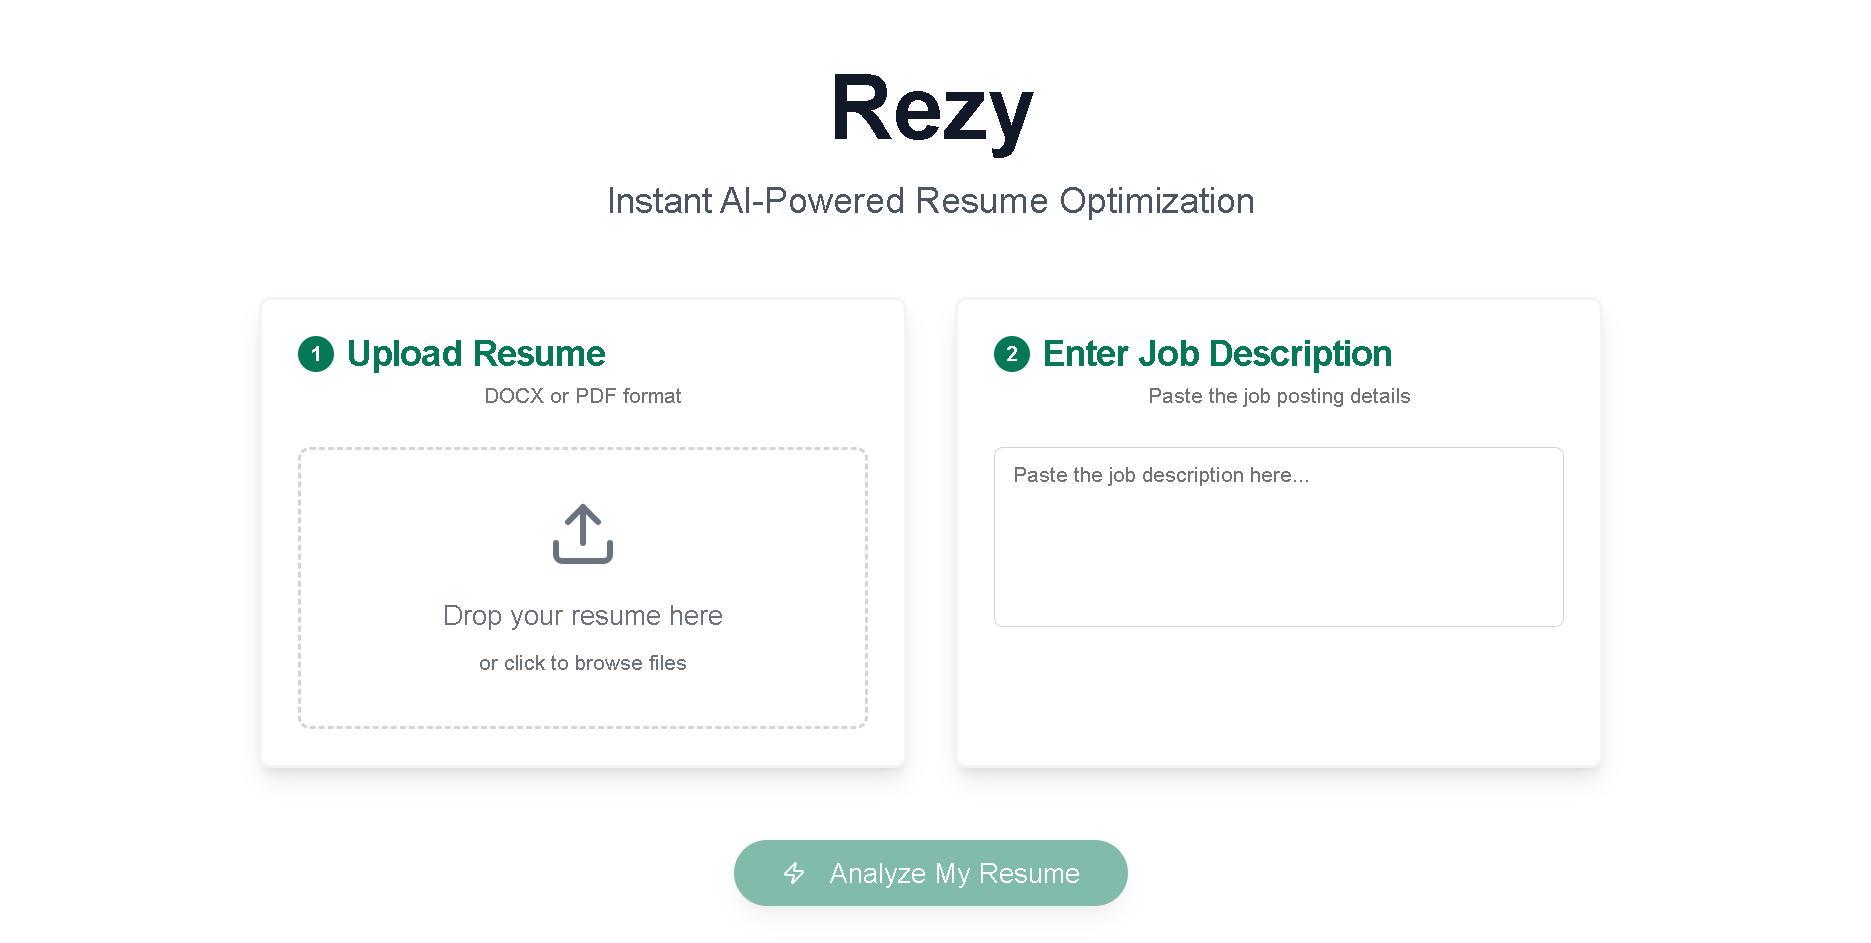 Rezy
Instant AI-Powered Resume Optimization
1 Upload Resume
DOCX or PDF format
Drop your resume here
or click to browse files
2 Enter Job Description
Paste the job posting details
Paste the job description here...
Analyze My Resume